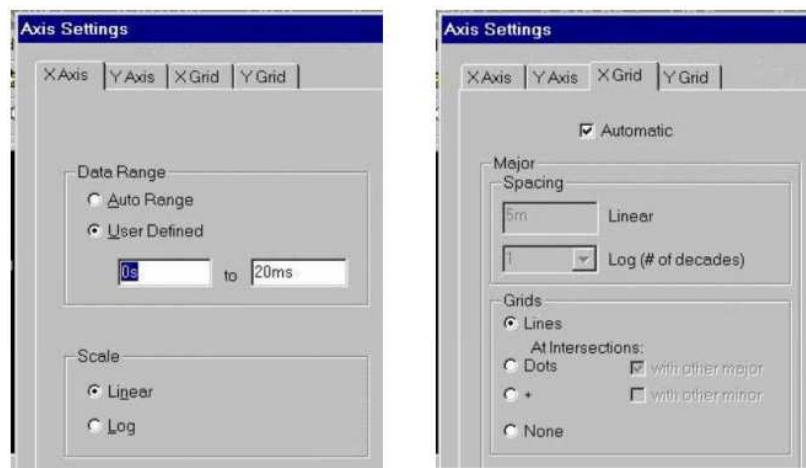 Axis Settings
X Axis Y Axis X Grid Y Grid
Data Range
Auto Range
User Defined
0s to 20ms
Scale
Linear
Log
Axis Settings
X Axis Y Axis X Grid Y Grid
Automatic
Major
Spacing
5m Linear
1 Log (# of decades)
Grids
Lines
At Intersections:
Dots with other major
+ with other minor
None